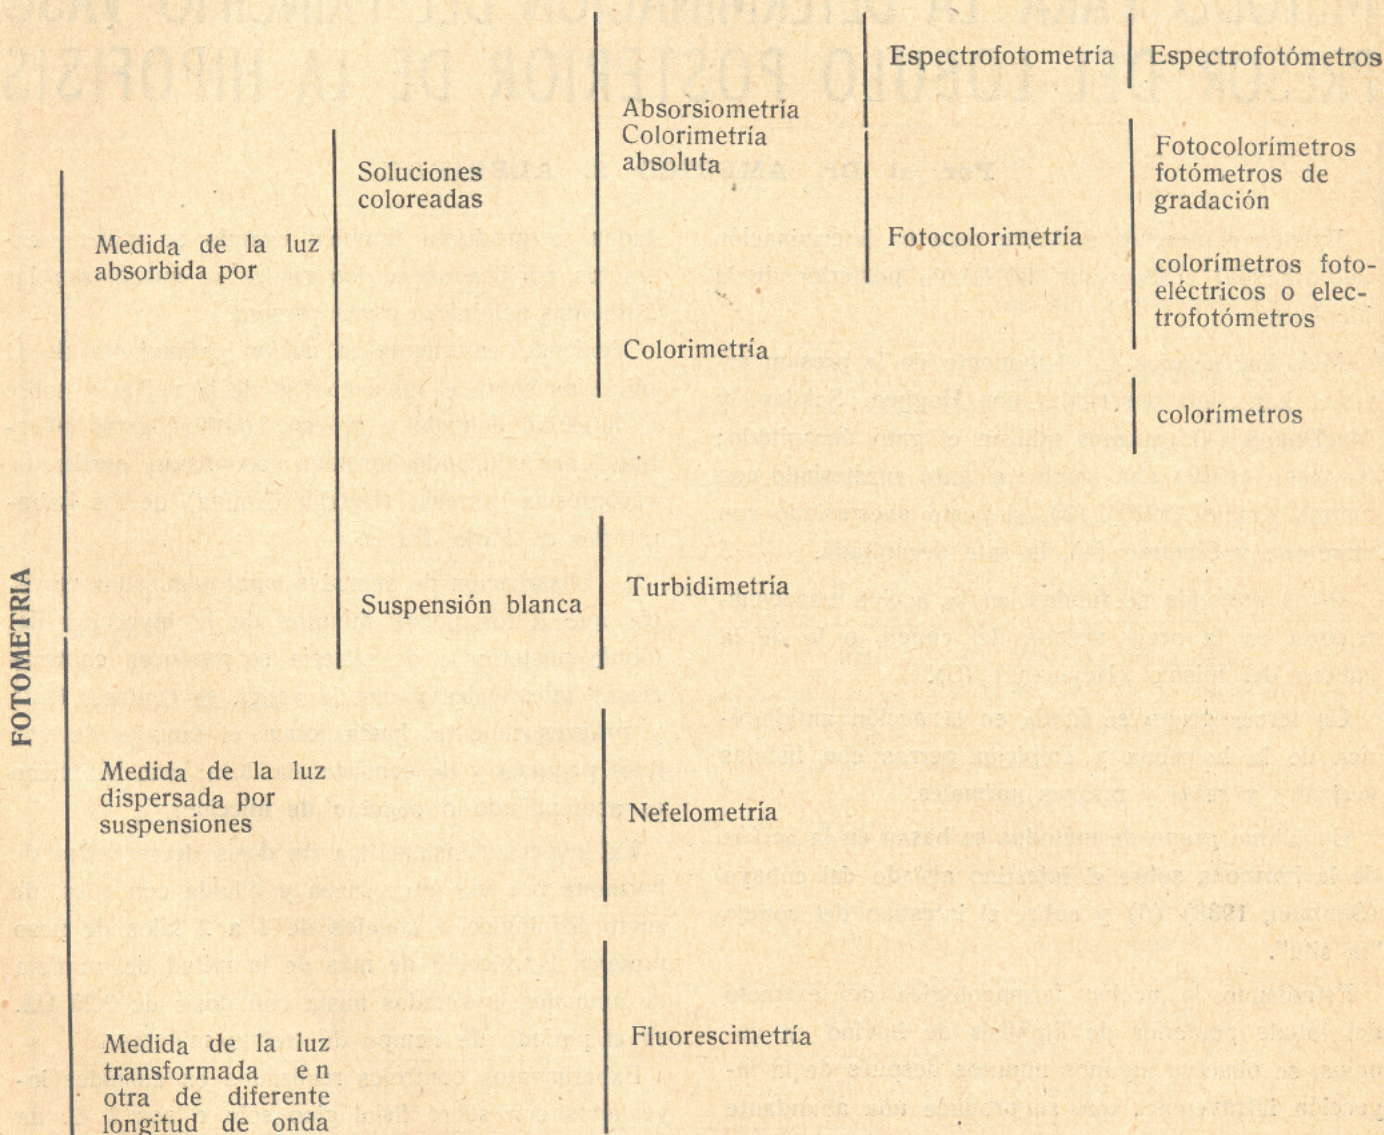 FOTOMETRIA
Medida de la luz
absorbida por
Soluciones
coloreadas
Absorsiometría
Colorimetría
absoluta
Espectrofotometría
Espectrofotómetros
Fotocolorimetría
Fotocolorímetros
fotómetros de
gradación
colorímetros foto-
eléctricos o elec-
trofotómetros
Colorimetría
colorímetros
Suspensión blanca
Turbidimetría
Medida de la luz
dispersada por
suspensiones
Nefelometría
Medida de la luz
transformada en
otra de diferente
longitud de onda
Fluorescimetría